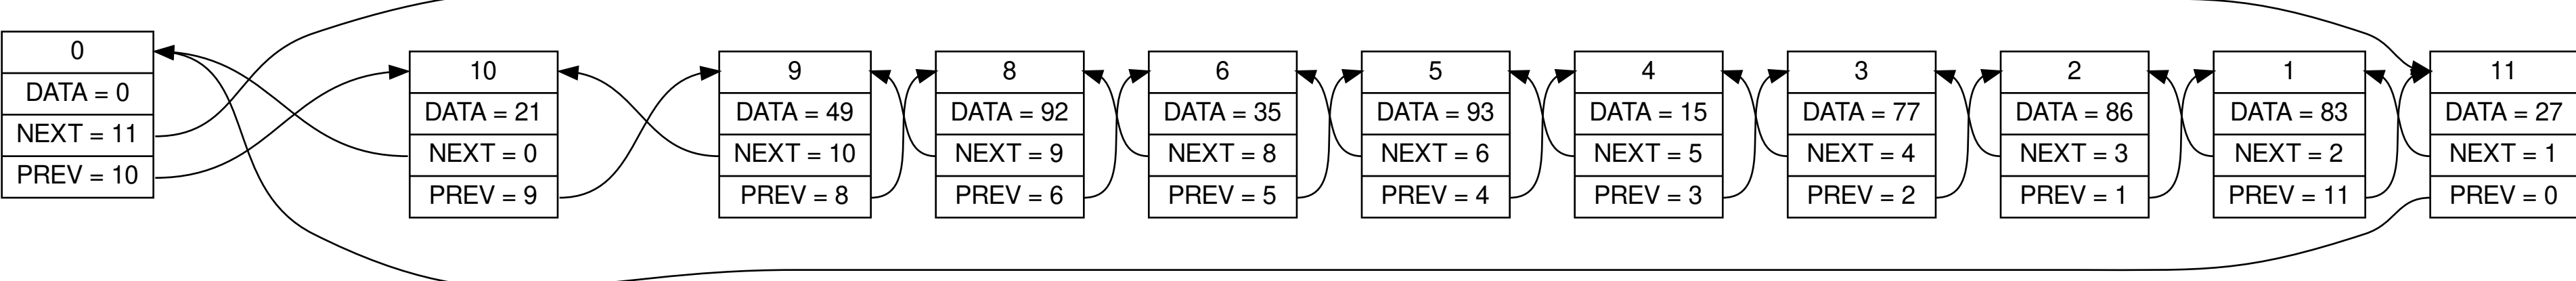 0
DATA = 0
NEXT = 11
PREV = 10
10
DATA = 21
NEXT = 0
PREV = 9
9
DATA = 49
NEXT = 10
PREV = 8
8
DATA = 92
NEXT = 9
PREV = 6
6
DATA = 35
NEXT = 8
PREV = 5
5
DATA = 93
NEXT = 6
PREV = 4
4
DATA = 15
NEXT = 5
PREV = 3
3
DATA = 77
NEXT = 4
PREV = 2
2
DATA = 86
NEXT = 3
PREV = 1
1
DATA = 83
NEXT = 2
PREV = 11
11
DATA = 27
NEXT = 1
PREV = 0